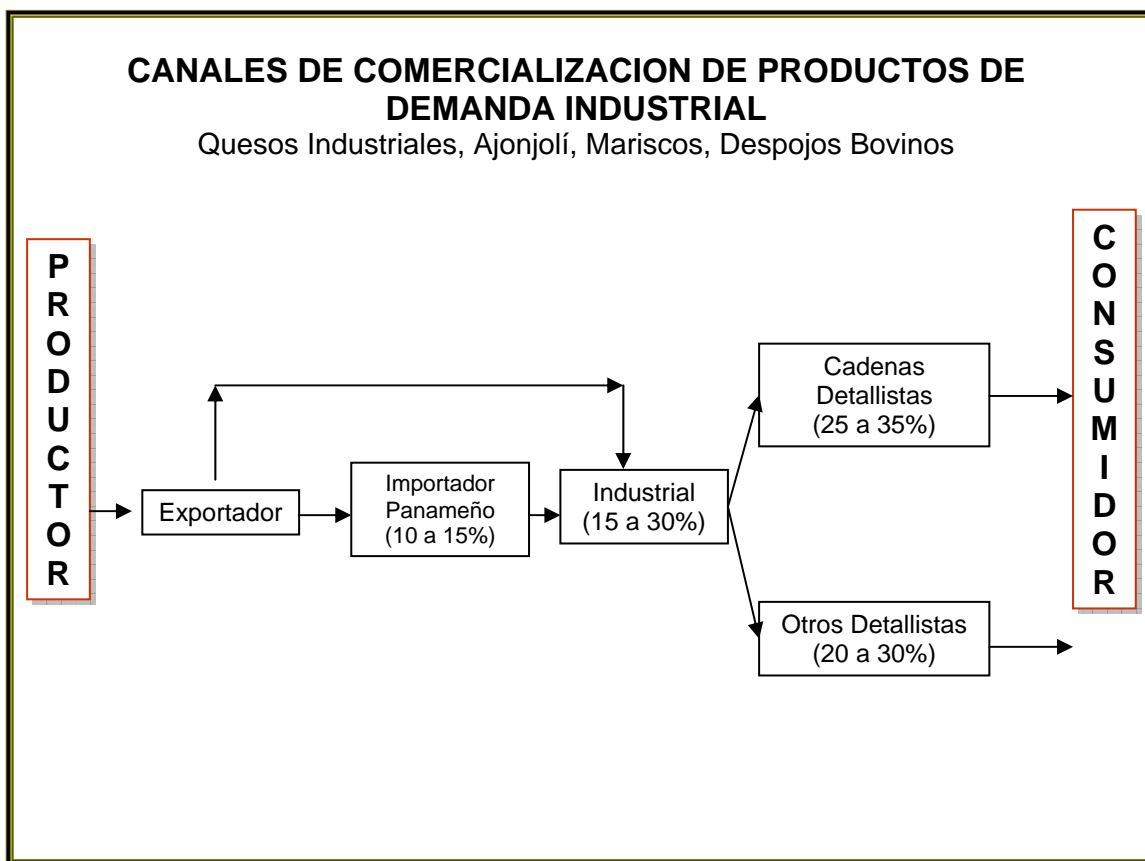 CANALES DE COMERCIALIZACION DE PRODUCTOS DE
DEMANDA INDUSTRIAL
Quesos Industriales, Ajonjolí, Mariscos, Despojos Bovinos
P
R
O
D
U
C
T
O
R
Exportador
Importador
Panameño
(10 a 15%)
Industrial
(15 a 30%)
Cadenas
Detallistas
(25 a 35%)
Otros Detallistas
(20 a 30%)
C
O
N
S
U
M
I
D
O
R